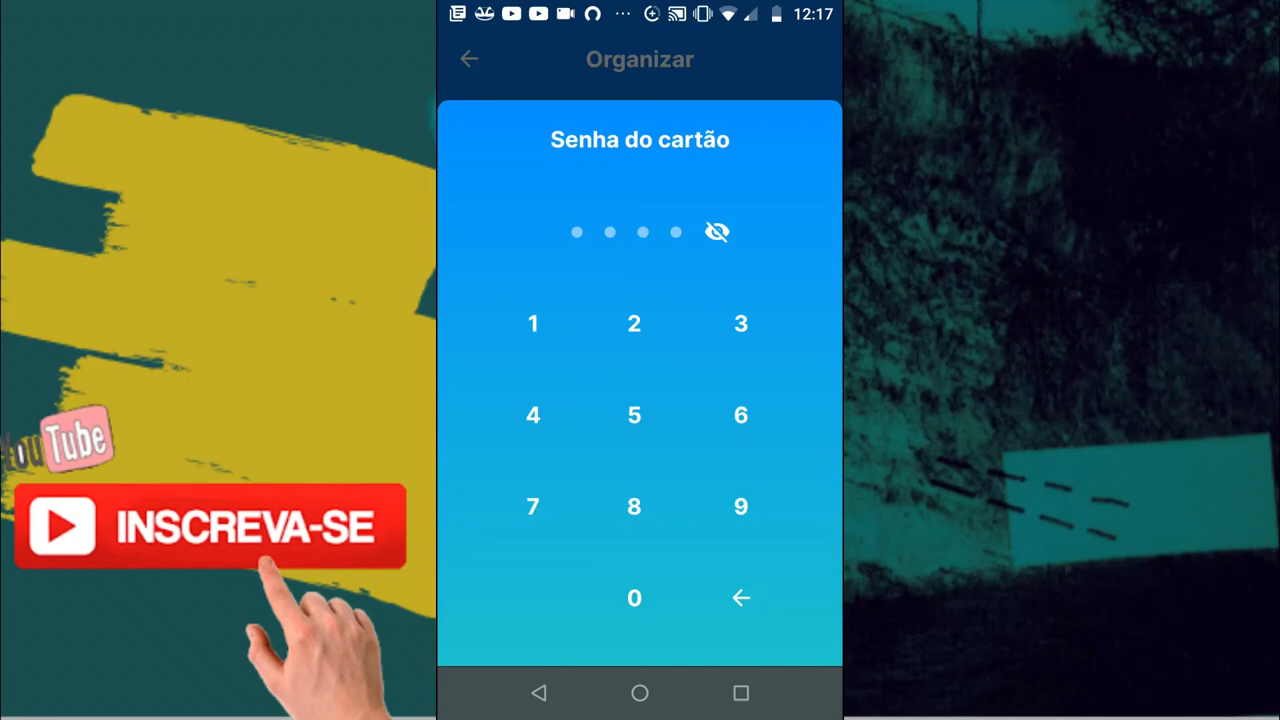 12:17
Organizar
Senha do cartão
1 2 3
4 5 6
7 8 9
0
YouTube
INSCREVA-SE